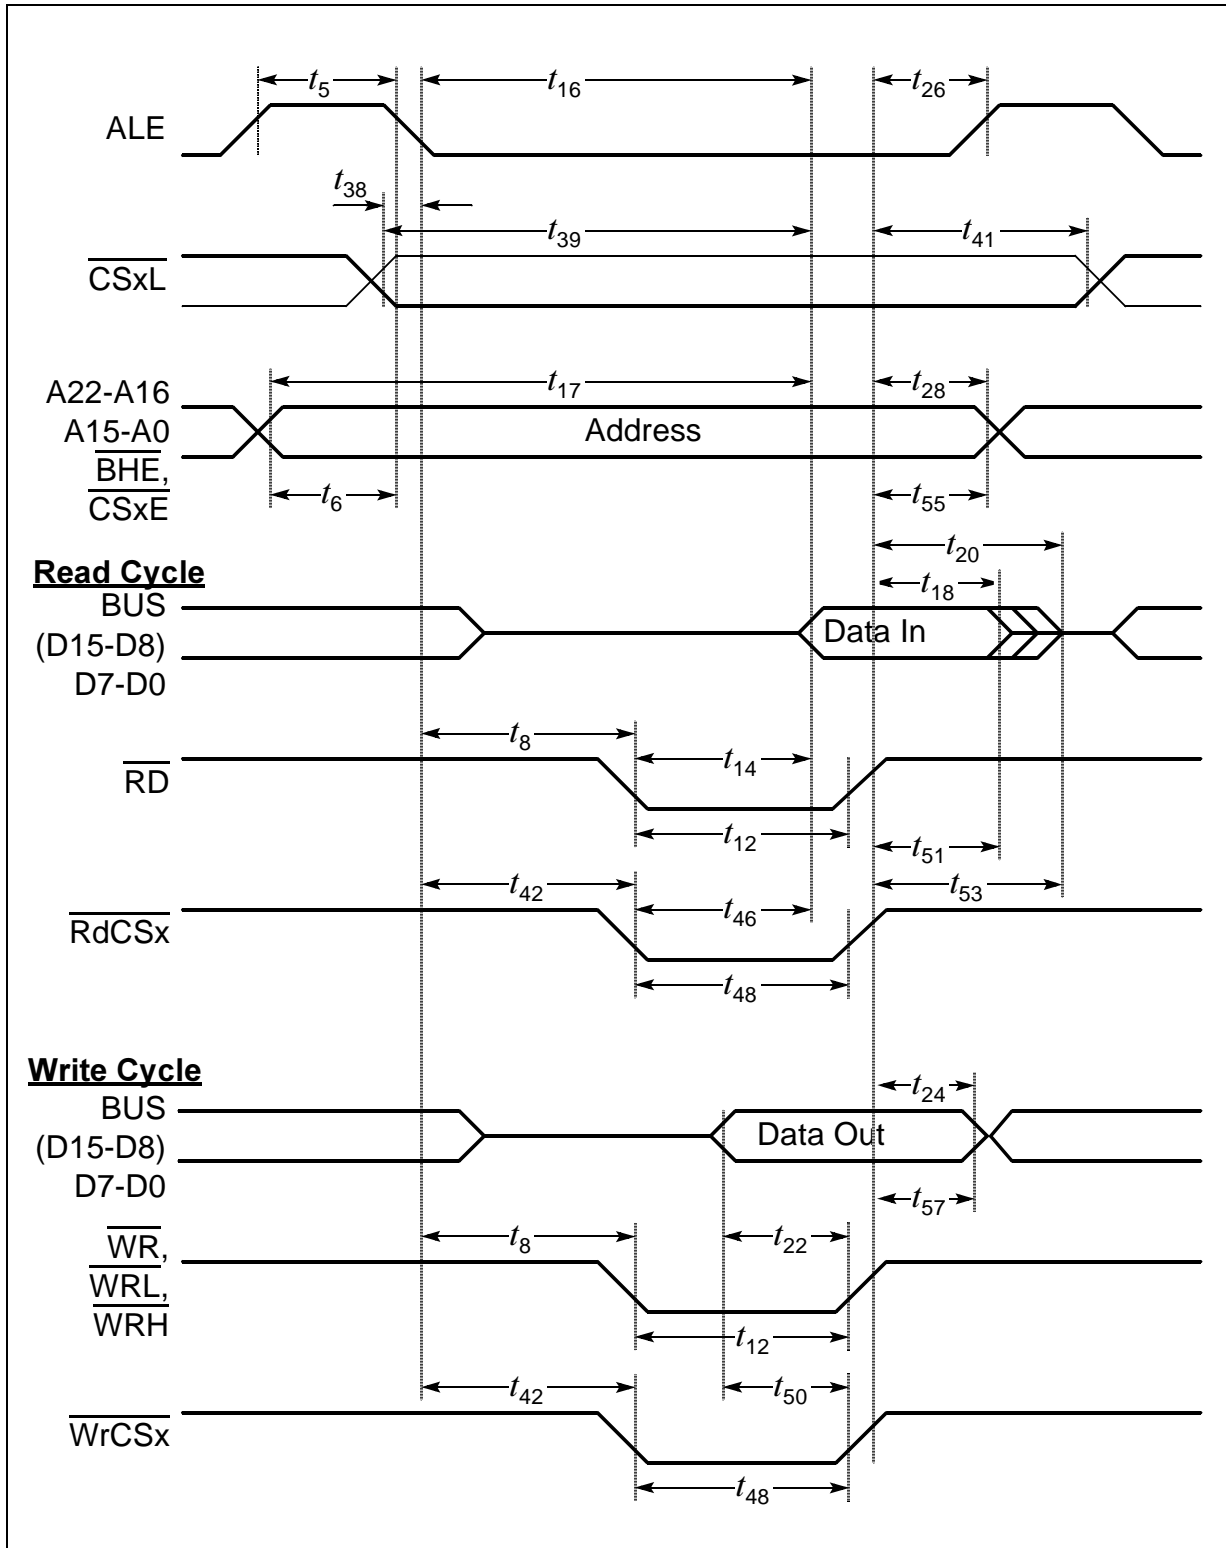 t5 t16 t26
ALE
t38
t39 t41
CSxL
t17 t28
A22-A16
A15-A0 Address
BHE,
CSxE
t6 t55
t20
Read Cycle
t18
BUS
(D15-D8) Data In
D7-D0
t8
t14
RD
t12
t51
t42 t53
t46
RdCSx
t48
Write Cycle
t24
BUS
Data Out
(D15-D8)
D7-D0
t57
WR, t8 t22
WRL,
WRH
t12
t42 t50
WrCSx
t48